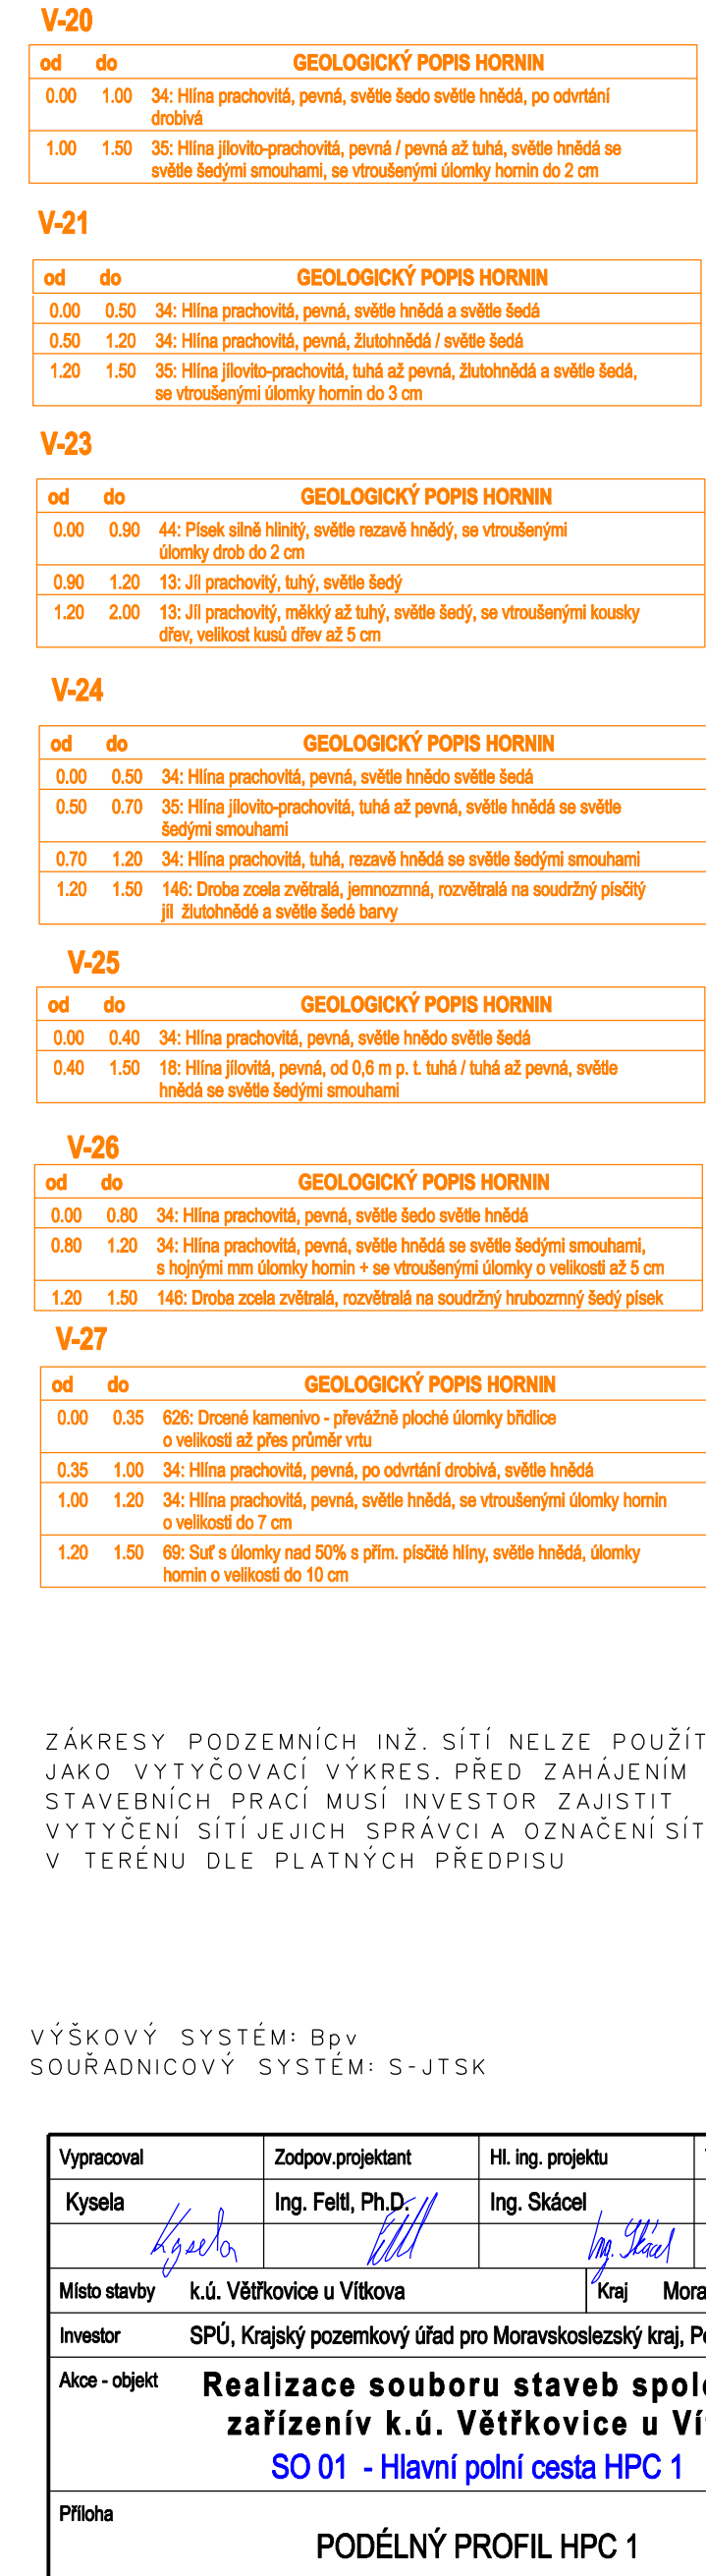 V-20
od do GEOLOGICKÝ POPIS HORNIN
0.00 1.00 34: Hlína prachovitá, pevná, světle šedo světle hnědá, po odvrtání
drobivá
1.00 1.50 35: Hlína jílovito-prachovitá, pevná / pevná až tuhá, světle hnědá se
světle šedými smouhami, se vtroušenými úlomky hornin do 2 cm
V-21
od do GEOLOGICKÝ POPIS HORNIN
0.00 0.50 34: Hlína prachovitá, pevná, světle hnědá a světle šedá
0.50 1.20 34: Hlína prachovitá, pevná, žlutohnědá / světle šedá
1.20 1.50 35: Hlína jílovito-prachovitá, tuhá až pevná, žlutohnědá a světle šedá,
se vtroušenými úlomky hornin do 3 cm
V-23
od do GEOLOGICKÝ POPIS HORNIN
0.00 0.90 44: Písek silně hlinitý, světle rezavě hnědý, se vtroušenými
úlomky drob do 2 cm
0.90 1.20 13: Jíl prachovitý, tuhý, světle šedý
1.20 2.00 13: Jíl prachovitý, měkký až tuhý, světle šedý, se vtroušenými kousky
dřev, velikost kusů dřev až 5 cm
V-24
od do GEOLOGICKÝ POPIS HORNIN
0.00 0.50 34: Hlína prachovitá, pevná, světle hnědo světle šedá
0.50 0.70 35: Hlína jílovito-prachovitá, tuhá až pevná, světle hnědá se světle
šedými smouhami
0.70 1.20 34: Hlína prachovitá, tuhá, rezavě hnědá se světle šedými smouhami
1.20 1.50 146: Droba zcela zvětralá, jemnozrnná, rozvětralá na soudržný písčitý
jíl žlutohnědé a světle šedé barvy
V-25
od do GEOLOGICKÝ POPIS HORNIN
0.00 0.40 34: Hlína prachovitá, pevná, světle hnědo světle šedá
0.40 1.50 18: Hlína jílovitá, pevná, od 0,6 m p. t. tuhá / tuhá až pevná, světle
hnědá se světle šedými smouhami
V-26
od do GEOLOGICKÝ POPIS HORNIN
0.00 0.80 34: Hlína prachovitá, pevná, světle šedo světle hnědá
0.80 1.20 34: Hlína prachovitá, pevná, světle hnědá se světle šedými smouhami,
s hojnými mm úlomky hornin + se vtroušenými úlomky o velikosti až 5 cm
1.20 1.50 146: Droba zcela zvětralá, rozvětralá na soudržný hrubozrnný šedý písek
V-27
od do GEOLOGICKÝ POPIS HORNIN
0.00 0.35 626: Drcené kamenivo - převážně ploché úlomky břidlice
o velikosti až přes průměr vrtu
0.35 1.00 34: Hlína prachovitá, pevná, po odvrtání drobivá, světle hnědá
1.00 1.20 34: Hlína prachovitá, pevná, světle hnědá, se vtroušenými úlomky hornin
o velikosti do 7 cm
1.20 1.50 69: Suť s úlomky nad 50% s přím. písčité hlíny, světle hnědá, úlomky
hornin o velikosti do 10 cm
ZÁKRESY PODZEMNÍCH INŽ. SÍTÍ NELZE POUŽÍT
JAKO VYTYČOVACÍ VÝKRES. PŘED ZAHÁJENÍM
STAVEBNÍCH PRACÍ MUSÍ INVESTOR ZAJISTIT
VYTYČENÍ SÍTÍ JEJICH SPRÁVCI A OZNAČENÍ SÍT
V TERÉNU DLE PLATNÝCH PŘEDPISU
VÝŠKOVÝ SYSTÉM: Bpv
SOUŘADNICOVÝ SYSTÉM: S-JTSK
Vypracoval Zodpov.projektant Hl. ing. projektu
Kysela Ing. Feltl, Ph.D. Ing. Skácel
Kysela Ing. Skácel
Místo stavby k.ú. Větřkovice u Vítkova Kraj Mora
Investor SPÚ, Krajský pozemkový úřad pro Moravskoslezský kraj, Po
Akce - objekt Realizace souboru staveb spole
zařízenív k.ú. Větřkovice u Ví
SO 01 - Hlavní polní cesta HPC 1
Příloha
PODÉLNÝ PROFIL HPC 1